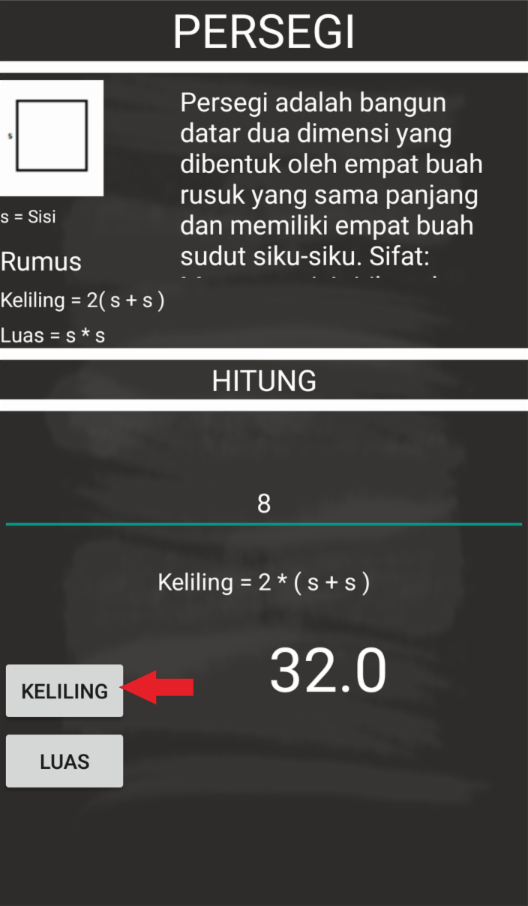 PERSEGI
s
s = Sisi
Rumus
Keliling = 2( s + s )
Luas = s * s
Persegi adalah bangun
datar dua dimensi yang
dibentuk oleh empat buah
rusuk yang sama panjang
dan memiliki empat buah
sudut siku-siku. Sifat:
HITUNG
8
Keliling = 2 * ( s + s )
32.0
KELILING
LUAS